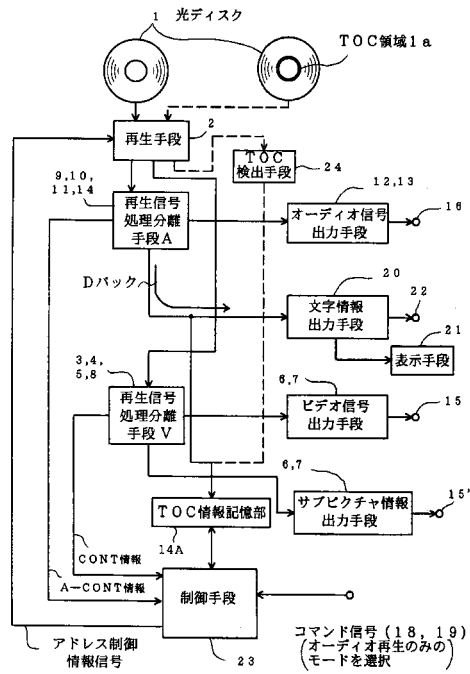 1 光ディスク
TOC領域1a
再生手段
2
TOC
検出手段
24
9,10,
11,14
再生信号
処理分離
手段A
12,13
オーディオ信号
出力手段
16
Dパック
20
文字情報
出力手段
22
21
表示手段
3,4,
5,8
再生信号
処理分離
手段V
6,7
ビデオ信号
出力手段
15
6,7
サブピクチャ情報
出力手段
15'
TOC情報記憶部
14A
CONT情報
A-CONT情報
制御手段
23
アドレス制御
情報信号
コマンド信号(18,19)
(オーディオ再生のみの
モードを選択)